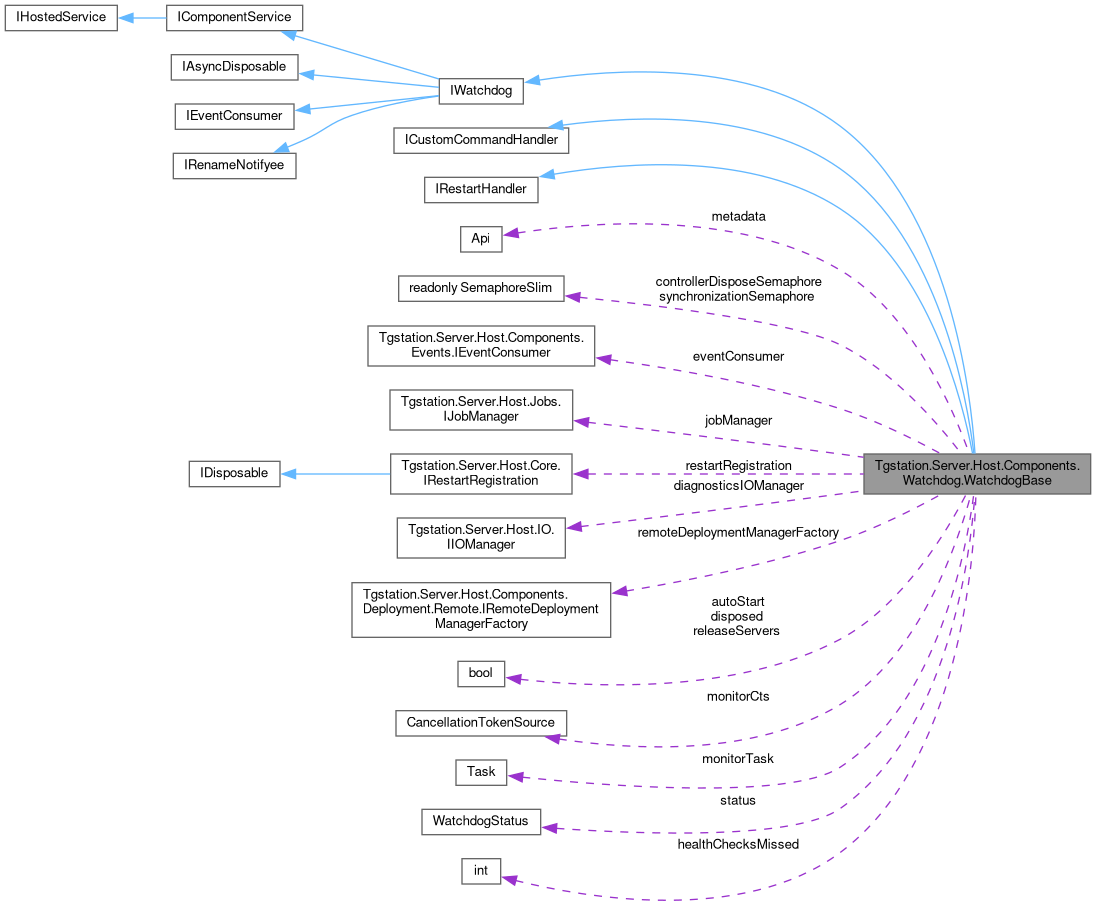 IHostedService
IComponentService
IAsyncDisposable
IWatchdog
IEventConsumer
ICustomCommandHandler
IRenameNotifyee
IRestartHandler
metadata
Api
controllerDisposeSemaphore
synchronizationSemaphore
readonly SemaphoreSlim
Tgstation.Server.Host.Components.
Events.IEventConsumer
eventConsumer
Tgstation.Server.Host.Jobs.
IJobManager
jobManager
IDisposable
Tgstation.Server.Host.Core.
IRestartRegistration
restartRegistration
Tgstation.Server.Host.Components.
Watchdog.WatchdogBase
diagnosticsIOManager
Tgstation.Server.Host.IO.
IIOManager
remoteDeploymentManagerFactory
Tgstation.Server.Host.Components.
Deployment.Remote.IRemoteDeployment
ManagerFactory
autoStart
disposed
releaseServers
bool
monitorCts
CancellationTokenSource
monitorTask
Task
status
WatchdogStatus
healthChecksMissed
int